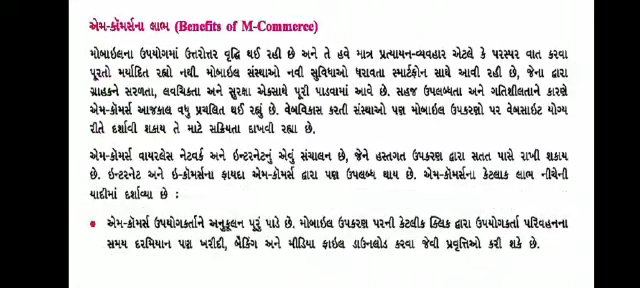 એમ-કૉમર્સના લાભ (Benefits of M-Commerce)
મોબાઇલના ઉપયોગમાં ઉત્તરોત્તર વૃદ્ધિ થઈ રહી છે અને તે હવે માત્ર પ્રત્યાયન-વ્યવહાર એટલે કે પરસ્પર વાત કરવા
પૂરતો મર્યાદિત રહ્યો નથી. મોબાઇલ સંસ્થાઓ નવી સુવિધાઓ ધરાવતા સ્માર્ટફોન સાથે આવી રહી છે, જેના દ્વારા
ગ્રાહકને સરળતા, લવચિકતા અને સુરક્ષા એકસાથે પૂરી પાડવામાં આવે છે. સહજ ઉપલબ્ધતા અને ગતિશીલતાને કારણે
એમ-કૉમર્સ આજકાલ વધુ પ્રચલિત થઈ રહ્યું છે. વેબવિકાસ કરતી સંસ્થાઓ પણ મોબાઇલ ઉપકરણો પર વેબસાઇટ યોગ્ય
રીતે દર્શાવી શકાય તે માટે સક્રિયતા દાખવી રહ્યા છે.
એમ-કૉમર્સ વાયરલેસ નેટવર્ક અને ઇન્ટરનેટનું એવું સંચાલન છે, જેને હસ્તગત ઉપકરણ દ્વારા સતત પાસે રાખી શકાય
છે. ઇન્ટરનેટ અને ઇ-કૉમર્સના ફાયદા એમ-કૉમર્સ દ્વારા પણ ઉપલબ્ધ થાય છે. એમ-કૉમર્સના કેટલાક લાભ નીચેની
યાદીમાં દર્શાવ્યા છે :
• એમ-કૉમર્સ ઉપયોગકર્તાને અનુકૂલન પૂરું પાડે છે. મોબાઇલ ઉપકરણ પરની કેટલીક ક્લિક દ્વારા ઉપયોગકર્તા પરિવહનના
સમય દરમિયાન પણ ખરીદી, બૅંકિંગ અને મીડિયા ફાઇલ ડાઉનલોડ કરવા જેવી પ્રવૃત્તિઓ કરી શકે છે.